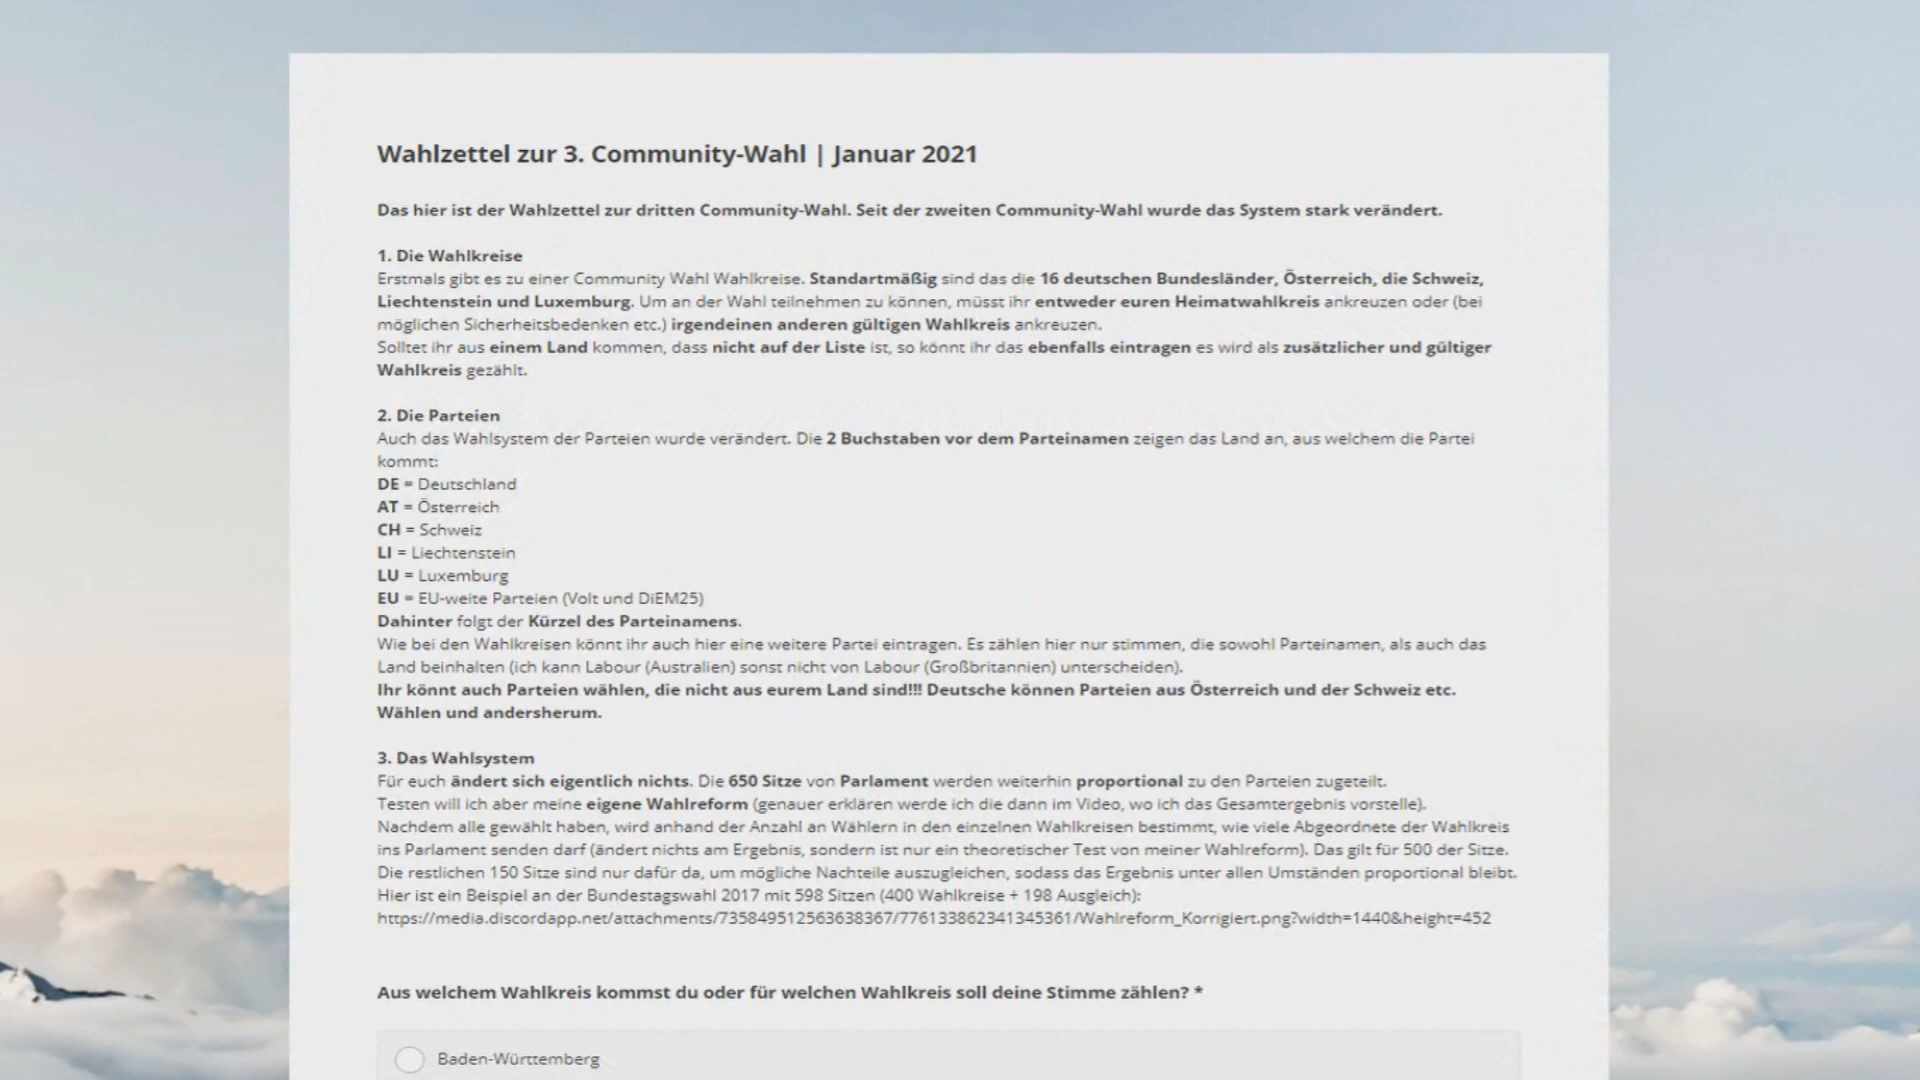 Wahlzettel zur 3. Community-Wahl | Januar 2021
Das hier ist der Wahlzettel zur dritten Community-Wahl. Seit der zweiten Community-Wahl wurde das System stark verändert.
1. Die Wahlkreise
Erstmals gibt es zu einer Community Wahl Wahlkreise. Standartmäßig sind das die 16 deutschen Bundesländer, Österreich, die Schweiz,
Liechtenstein und Luxemburg. Um an der Wahl teilnehmen zu können, müsst ihr entweder euren Heimatwahlkreis ankreuzen oder (bei
möglichen Sicherheitsbedenken etc.) irgendeinen anderen gültigen Wahlkreis ankreuzen.
Solltet ihr aus einem Land kommen, dass nicht auf der Liste ist, so könnt ihr das ebenfalls eintragen es wird als zusätzlicher und gültiger
Wahlkreis gezählt.
2. Die Parteien
Auch das Wahlsystem der Parteien wurde verändert. Die 2 Buchstaben vor dem Parteinamen zeigen das Land an, aus welchem die Partei
kommt:
DE = Deutschland
AT = Österreich
CH = Schweiz
LI = Liechtenstein
LU = Luxemburg
EU = EU-weite Parteien (Volt und DiEM25)
Dahinter folgt der Kürzel des Parteinamens.
Wie bei den Wahlkreisen könnt ihr auch hier eine weitere Partei eintragen. Es zählen hier nur stimmen, die sowohl Parteinamen, als auch das
Land beinhalten (ich kann Labour (Australien) sonst nicht von Labour (Großbritannien) unterscheiden).
Ihr könnt auch Parteien wählen, die nicht aus eurem Land sind!!! Deutsche können Parteien aus Österreich und der Schweiz etc.
Wählen und andersherum.
3. Das Wahlsystem
Für euch ändert sich eigentlich nichts. Die 650 Sitze von Parlament werden weiterhin proportional zu den Parteien zugeteilt.
Testen will ich aber meine eigene Wahlreform (genauer erklären werde ich die dann im Video, wo ich das Gesamtergebnis vorstelle).
Nachdem alle gewählt haben, wird anhand der Anzahl an Wählern in den einzelnen Wahlkreisen bestimmt, wie viele Abgeordnete der Wahlkreis
ins Parlament senden darf (ändert nichts am Ergebnis, sondern ist nur ein theoretischer Test von meiner Wahlreform). Das gilt für 500 der Sitze.
Die restlichen 150 Sitze sind nur dafür da, um mögliche Nachteile auszugleichen, sodass das Ergebnis unter allen Umständen proportional bleibt.
Hier ist ein Beispiel an der Bundestagswahl 2017 mit 598 Sitzen (400 Wahlkreise + 198 Ausgleich):
https://media.discordapp.net/attachments/735849512563638367/776133862341345361/Wahlreform_Korrigiert.png?width=1440&height=452
Aus welchem Wahlkreis kommst du oder für welchen Wahlkreis soll deine Stimme zählen? *
Baden-Württemberg